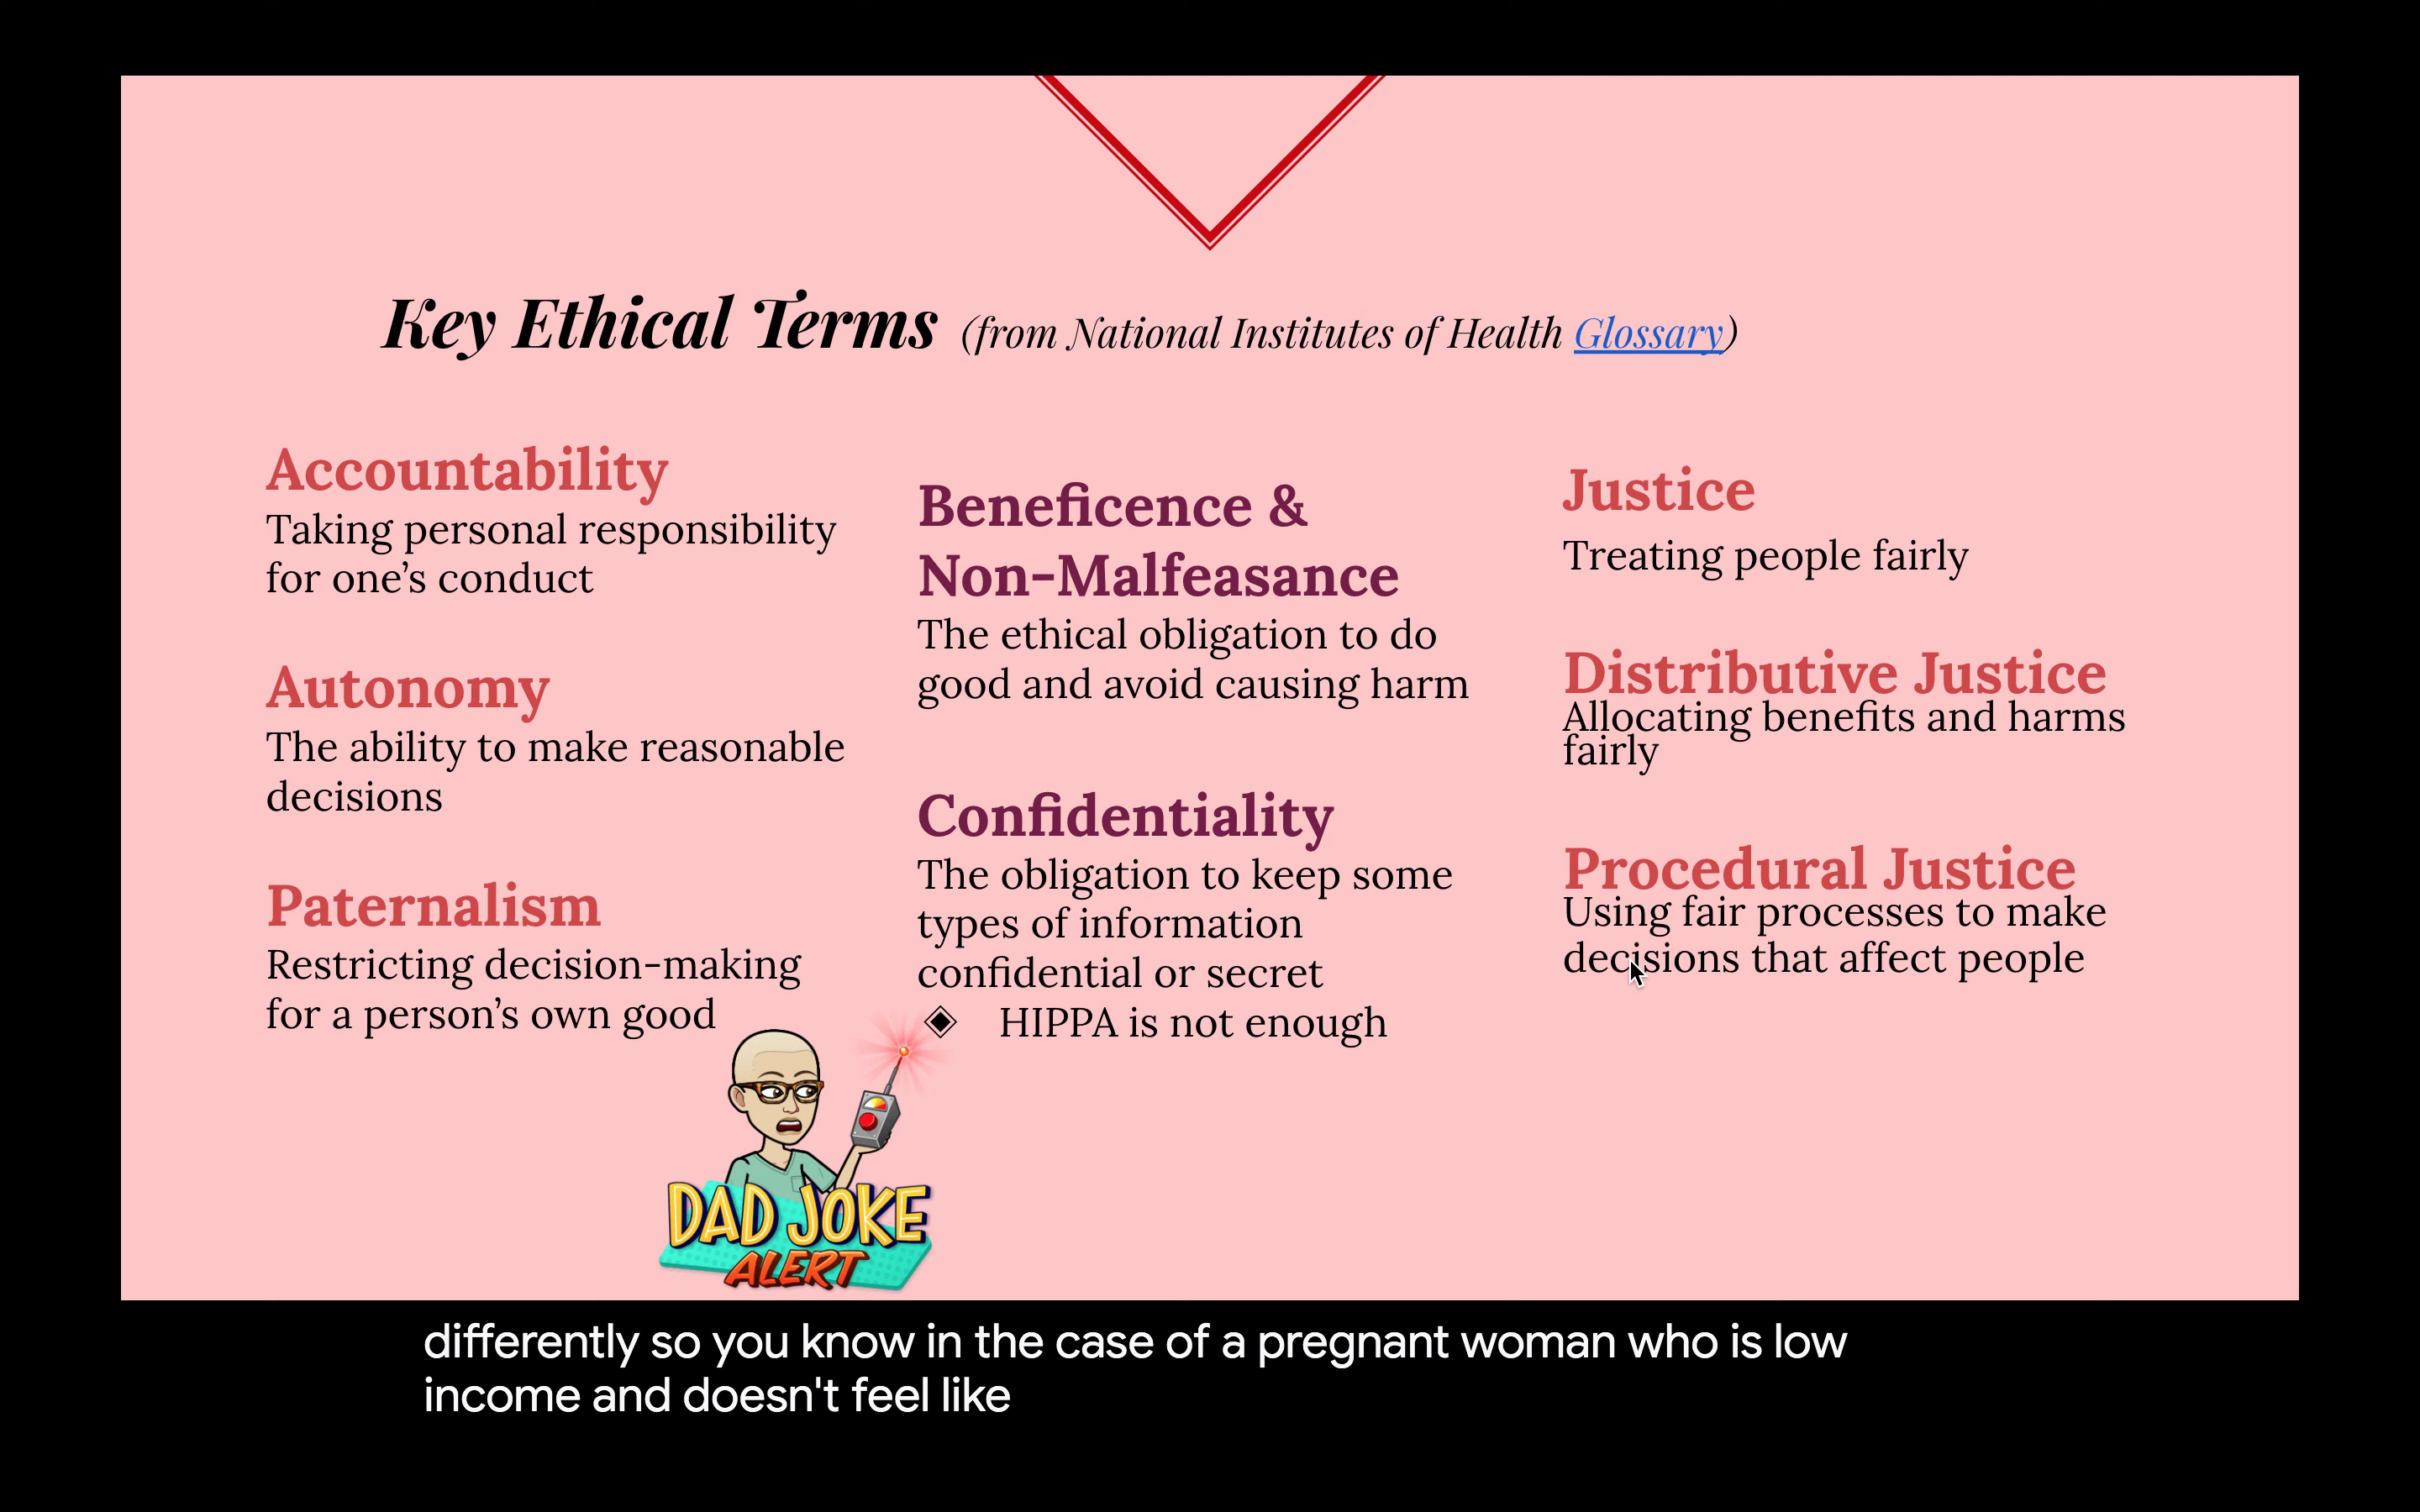 Key Ethical Terms (from National Institutes of Health Glossary)
Accountability
Taking personal responsibility
for one's conduct
Autonomy
The ability to make reasonable
decisions
Paternalism
Restricting decision-making
for a person's own good
DAD JOKE
ALERT
Beneficence &
Non-Malfeasance
The ethical obligation to do
good and avoid causing harm
Confidentiality
The obligation to keep some
types of information
confidential or secret
◈ HIPPA is not enough
Justice
Treating people fairly
Distributive Justice
Allocating benefits and harms
fairly
Procedural Justice
Using fair processes to make
decisions that affect people
differently so you know in the case of a pregnant woman who is low
income and doesn't feel like